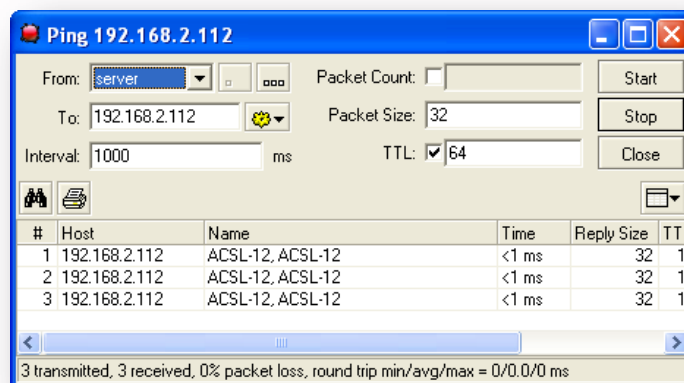 Ping 192.168.2.112
From: server Packet Count: Start
To: 192.168.2.112 Packet Size: 32 Stop
Interval: 1000 ms TTL: 64 Close
# Host Name Time Reply Size TT
1 192.168.2.112 ACSL-12, ACSL-12 <1 ms 32 1
2 192.168.2.112 ACSL-12, ACSL-12 <1 ms 32 1
3 192.168.2.112 ACSL-12, ACSL-12 <1 ms 32 1
3 transmitted, 3 received, 0% packet loss, round trip min/avg/max = 0/0.0/0 ms